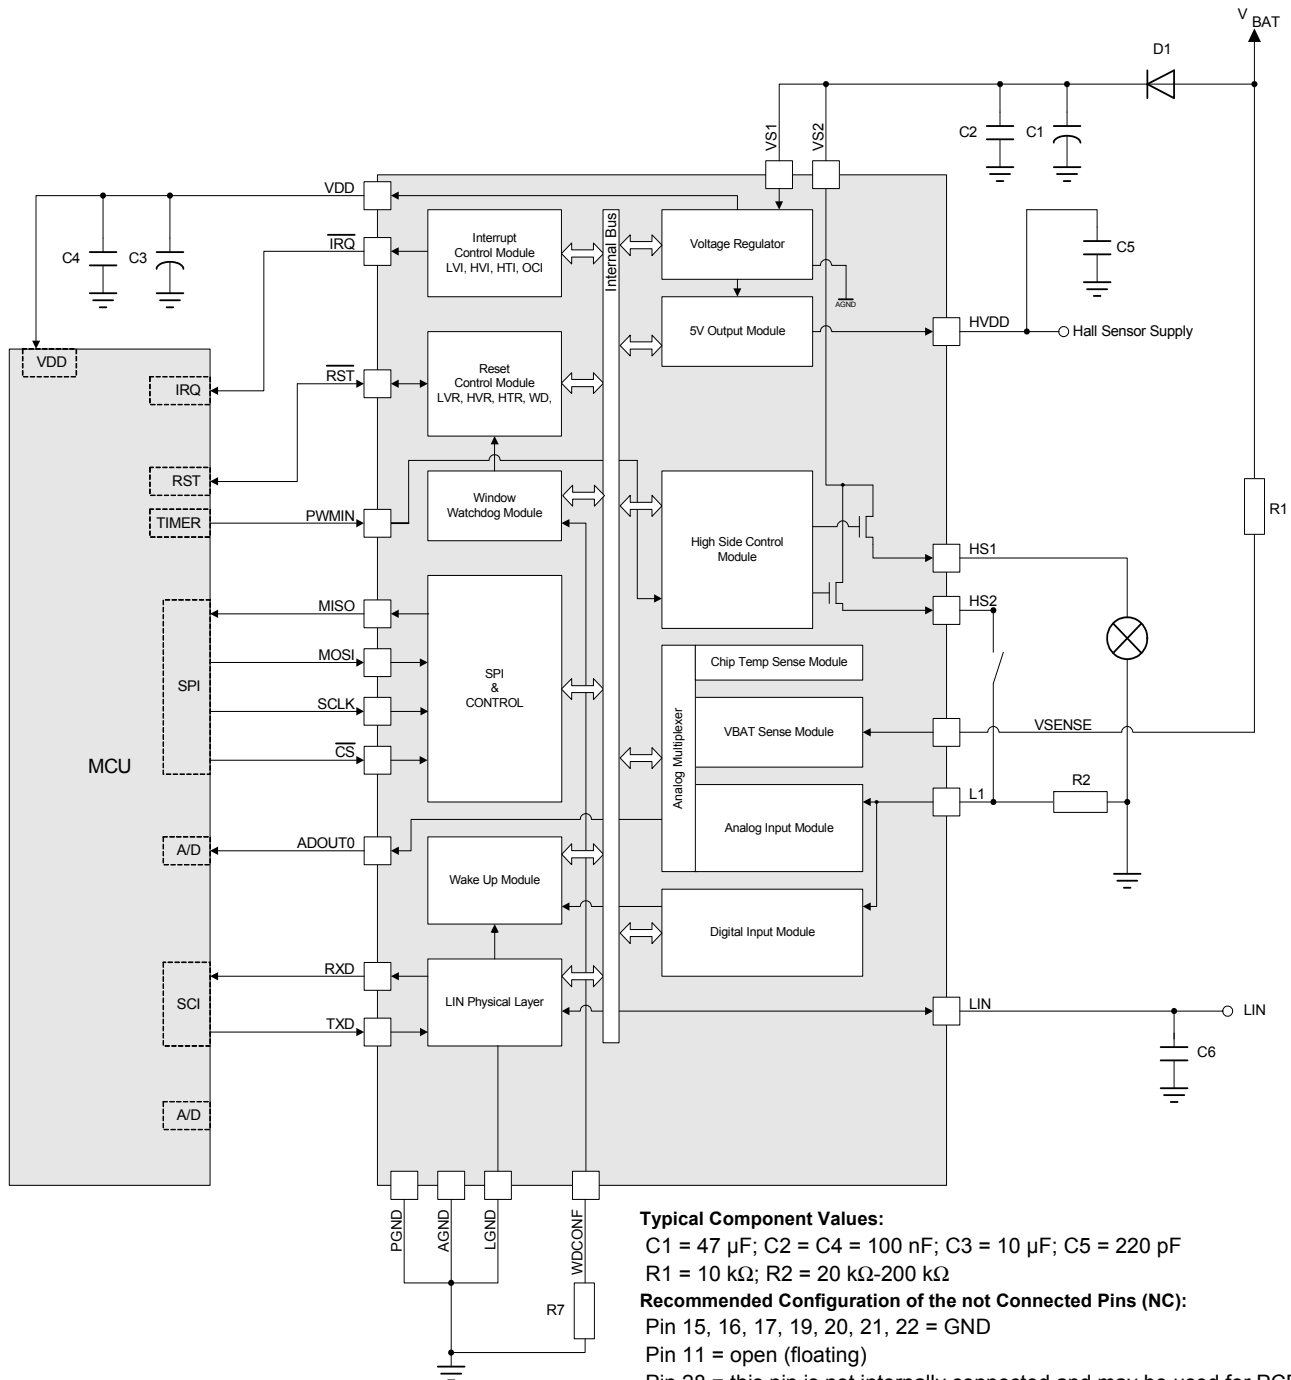 V BAT
D1
C2
C1
VS1
VS2
VDD
C4
C3
IRQ
Interrupt
Control Module
LVI, HVI, HTI, OCI
Internal Bus
Voltage Regulator
AGND
C5
5V Output Module
HVDD
Hall Sensor Supply
VDD
IRQ
RST
Reset
Control Module
LVR, HVR, HTR, WD,
RST
TIMER
PWMIN
Window
Watchdog Module
High Side Control
Module
R1
HS1
HS2
MISO
MOSI
SCLK
CS
SPI
SPI
&
CONTROL
MCU
Analog Multiplexer
Chip Temp Sense Module
VBAT Sense Module
VSENSE
Analog Input Module
L1
R2
A/D
ADOUT0
Wake Up Module
Digital Input Module
RXD
SCI
TXD
LIN Physical Layer
LIN
LIN
C6
A/D
PGND
AGND
LGND
WDCONF
R7
Typical Component Values:
C1 = 47 µF; C2 = C4 = 100 nF; C3 = 10 µF; C5 = 220 pF
R1 = 10 kΩ; R2 = 20 kΩ-200 kΩ
Recommended Configuration of the not Connected Pins (NC):
Pin 15, 16, 17, 19, 20, 21, 22 = GND
Pin 11 = open (floating)